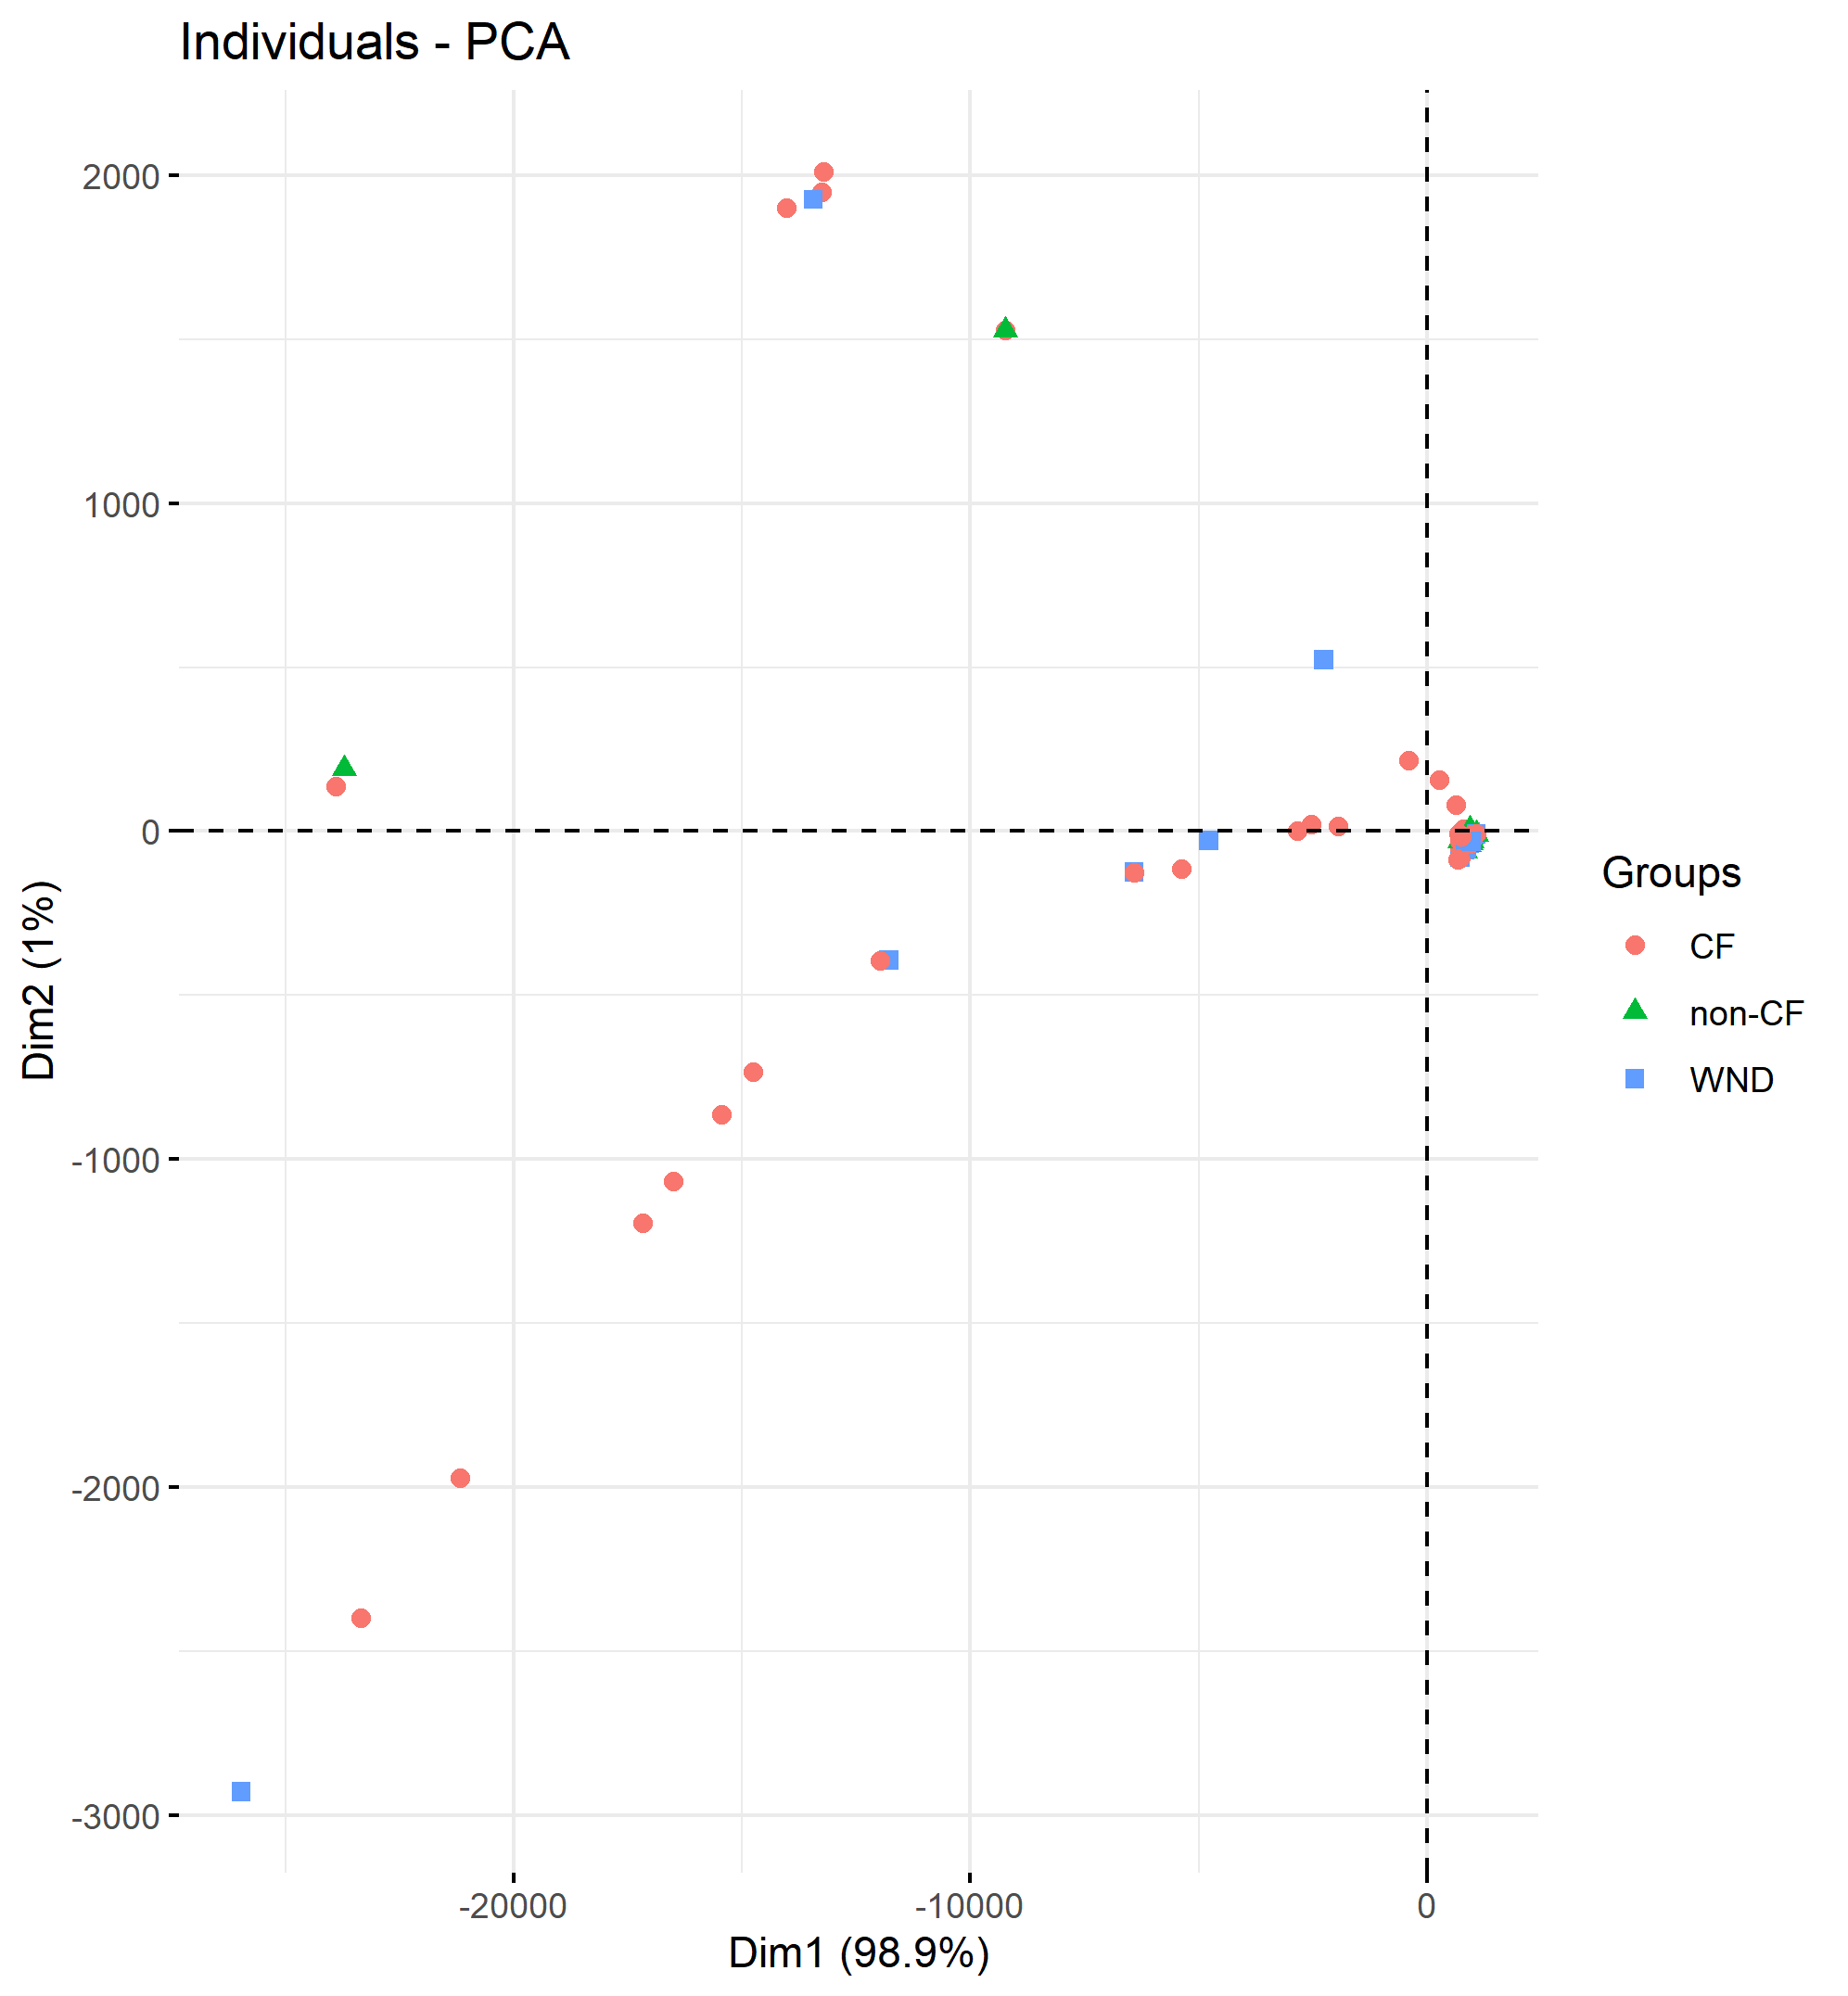 Individuals - PCA
2000
1000
0
-1000
-2000
-3000
Dim2 (1%)
-20000
-10000
0
Dim1 (98.9%)
Groups
CF
non-CF
WND